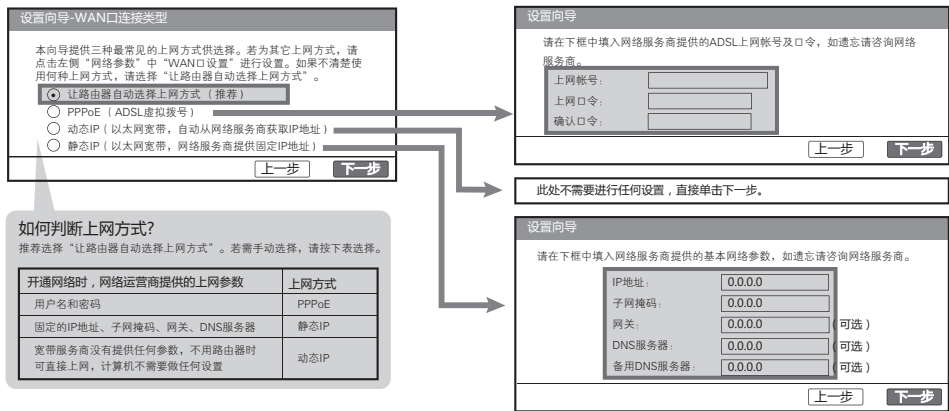 设置向导-WAN口连接类型
本向导提供三种最常见的上网方式供选择。若为其它上网方式，请
点击左侧“网络参数”中“WAN口设置”进行设置。如果不清楚使
用何种上网方式，请选择“让路由器自动选择上网方式”。
让路由器自动选择上网方式（推荐）
PPPoE（ADSL虚拟拨号）
动态IP（以太网宽带，自动从网络服务商获取IP地址）
静态IP（以太网宽带，网络服务商提供固定IP地址）
上一步 下一步
如何判断上网方式?
推荐选择“让路由器自动选择上网方式”。若需手动选择，请按下表选择。
开通网络时，网络运营商提供的上网参数 上网方式
用户名和密码 PPPoE
固定的IP地址、子网掩码、网关、DNS服务器 静态IP
宽带服务商没有提供任何参数，不用路由器时
可直接上网，计算机不需要做任何设置 动态IP
设置向导
请在下框中填入网络服务商提供的ADSL上网帐号及口令，如遗忘请咨询网络
服务商。
上网帐号：
上网口令：
确认口令：
上一步 下一步
此处不需要进行任何设置，直接单击下一步。
设置向导
请在下框中填入网络服务商提供的基本网络参数，如遗忘请咨询网络服务商。
IP地址： 0.0.0.0
子网掩码： 0.0.0.0
网关： 0.0.0.0 （可选）
DNS服务器： 0.0.0.0 （可选）
备用DNS服务器： 0.0.0.0 （可选）
上一步 下一步